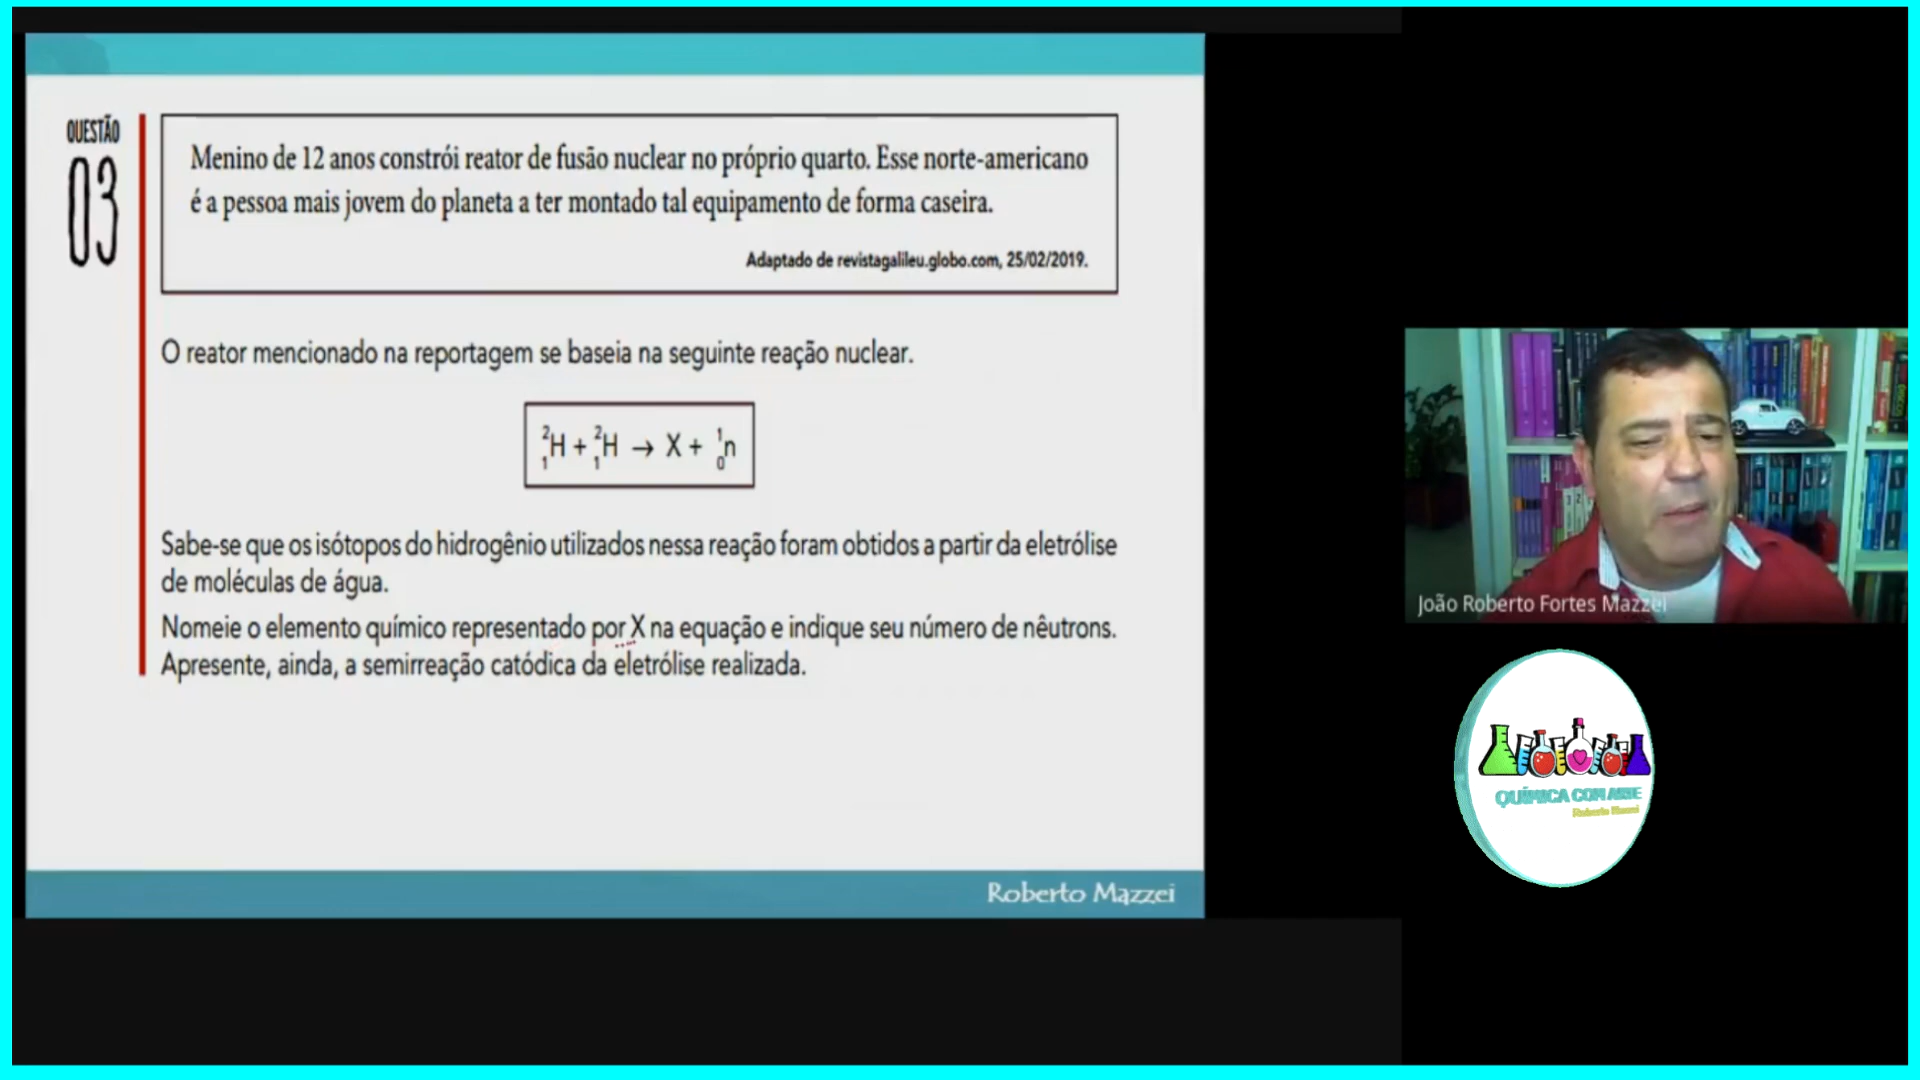 QUESTÃO
03
Menino de 12 anos constrói reator de fusão nuclear no próprio quarto. Esse norte-americano
é a pessoa mais jovem do planeta a ter montado tal equipamento de forma caseira.
Adaptado de revistagalileu.globo.com, 25/02/2019.
O reator mencionado na reportagem se baseia na seguinte reação nuclear.
²₁H + ²₁H → X + ¹₀n
Sabe-se que os isótopos do hidrogênio utilizados nessa reação foram obtidos a partir da eletrólise
de moléculas de água.
Nomeie o elemento químico representado por X na equação e indique seu número de nêutrons.
Apresente, ainda, a semirreação catódica da eletrólise realizada.
Roberto Mazzei
João Roberto Fortes Mazzei
QUÍMICA COM ARTE
Roberto Mazzei